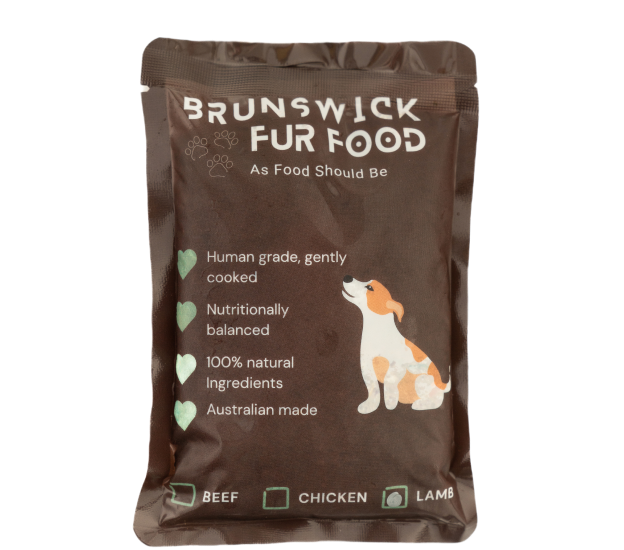 BRUNSWICK
FUR FOOD
As Food Should Be
Human grade, gently
cooked
Nutritionally
balanced
100% natural
Ingredients
Australian made
BEEF CHICKEN LAMB